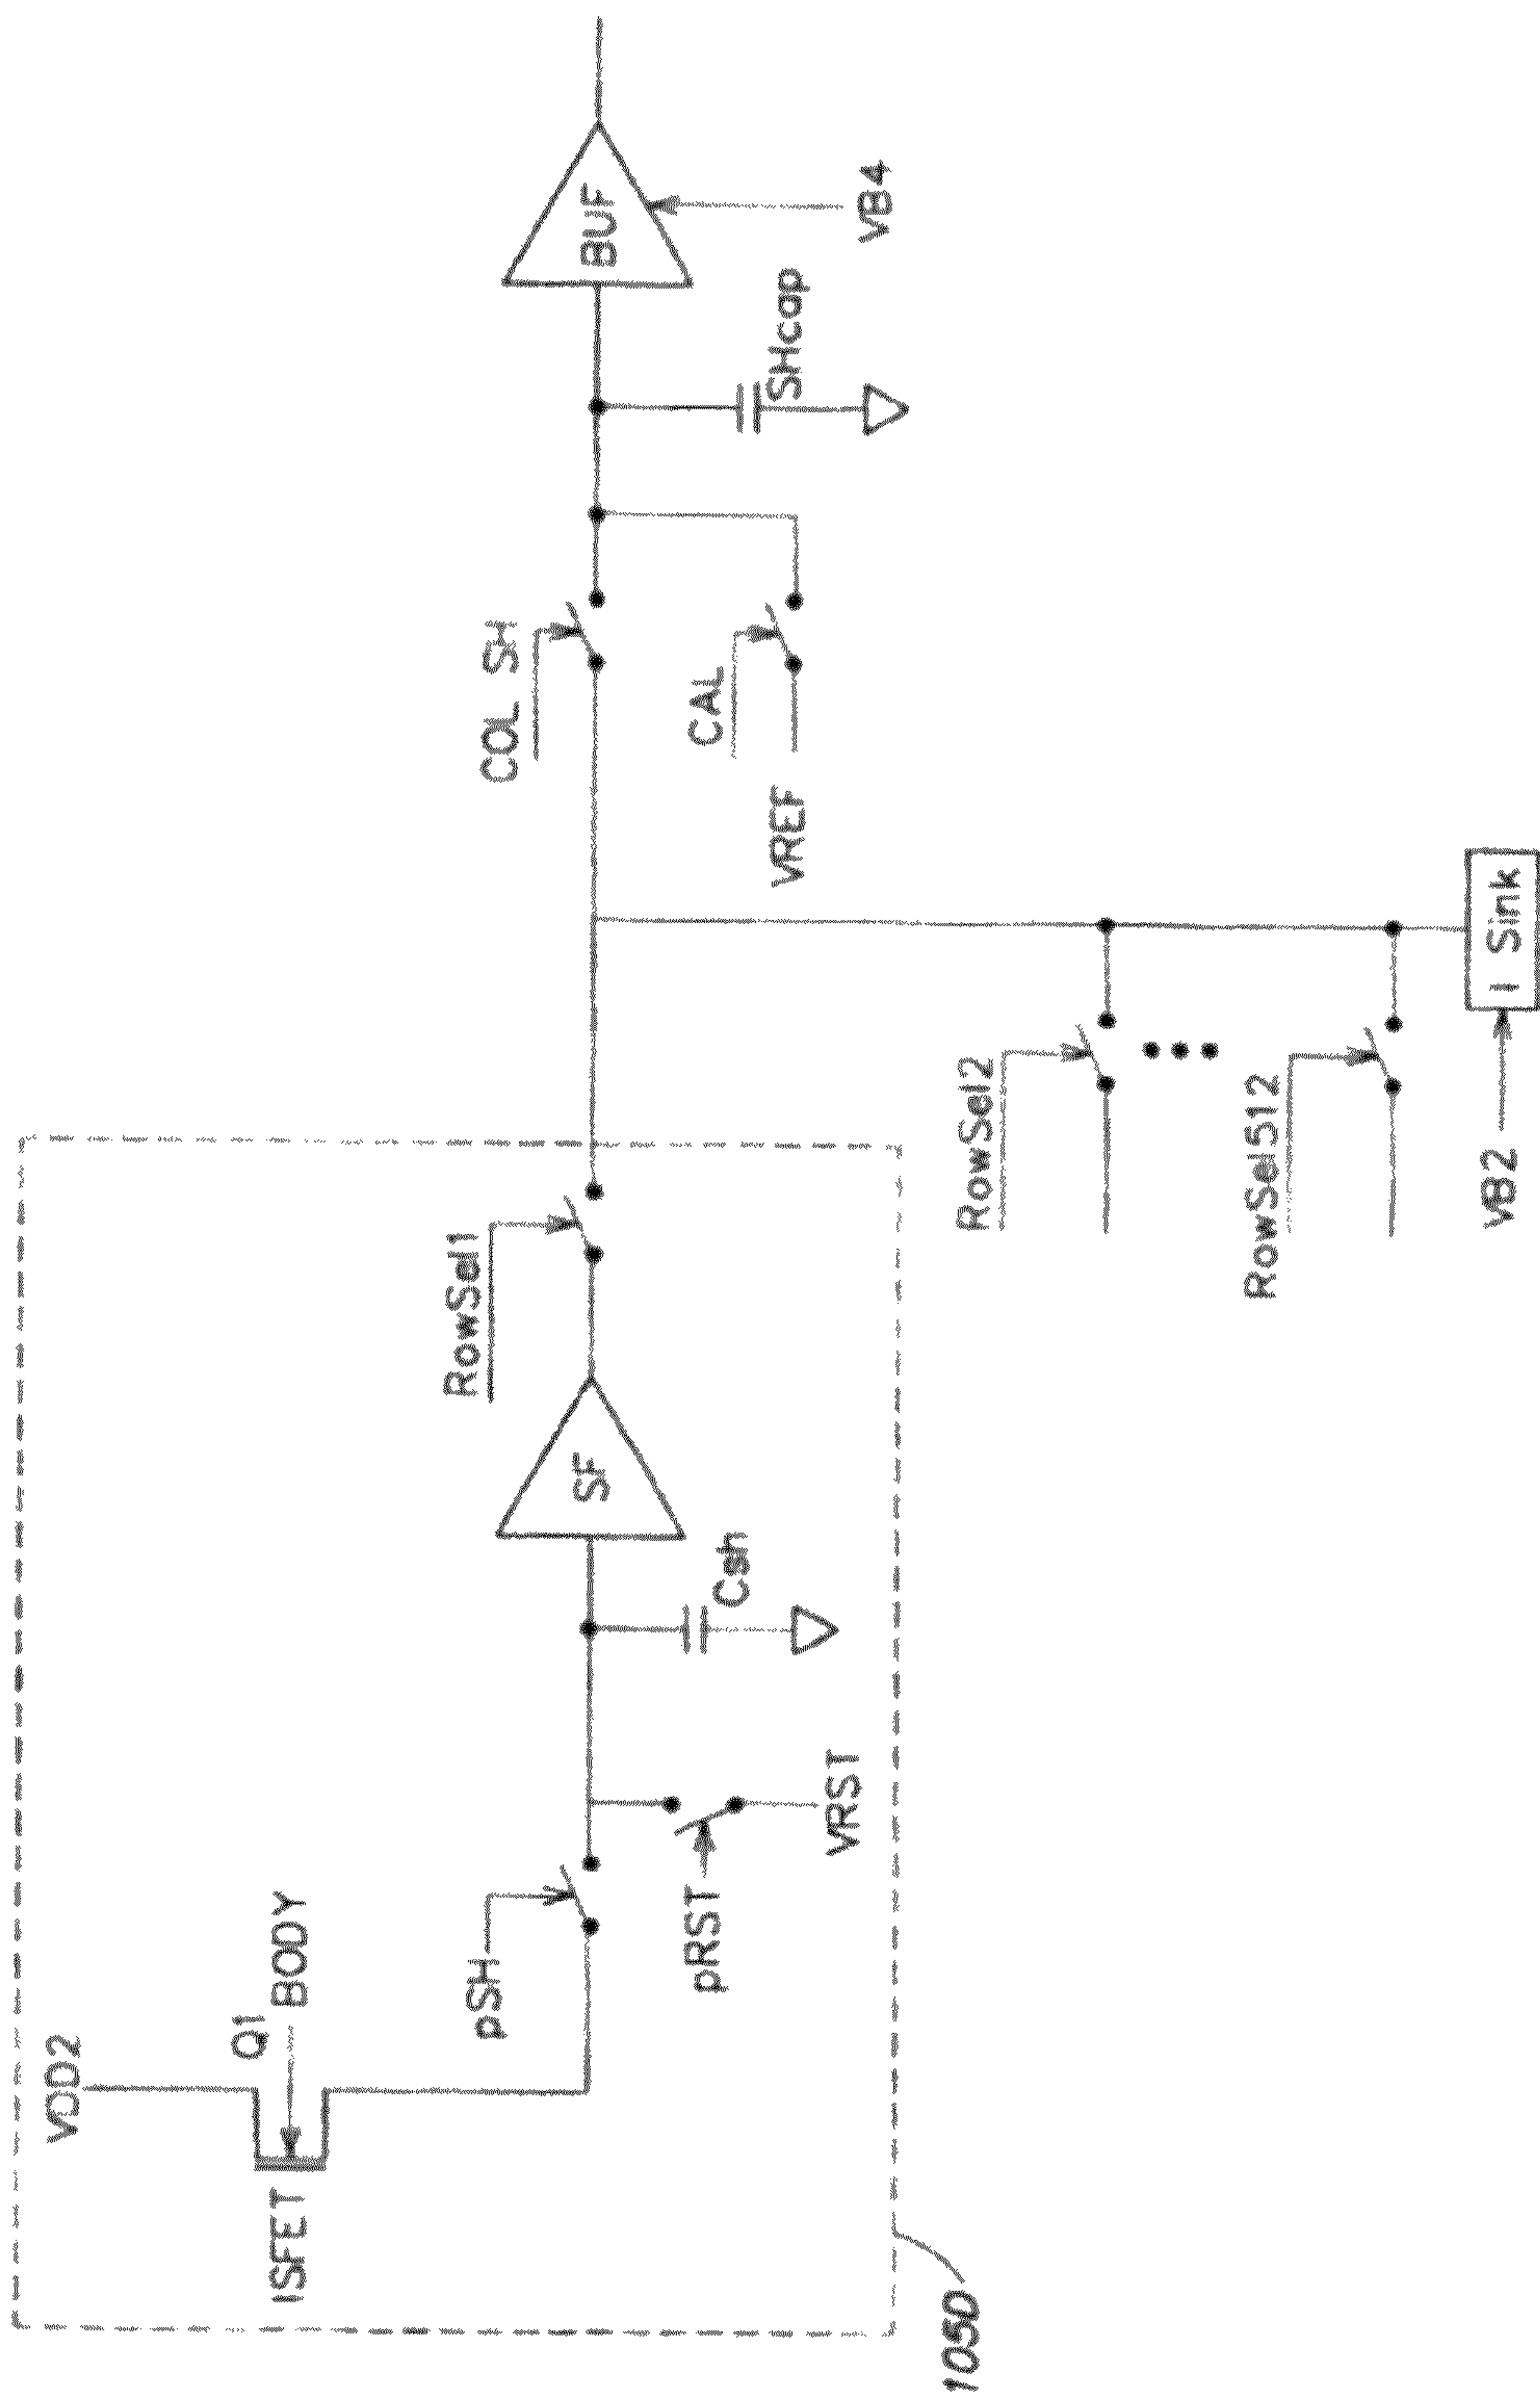 VDD2
Q1
BODY
ISFET
pSH
pRST
VRST
Csh
SF
RowSel1
RowSel2
RowSel512
VB2
I Sink
COL SH
CAL
VREF
SHcap
BUF
VB4
105D